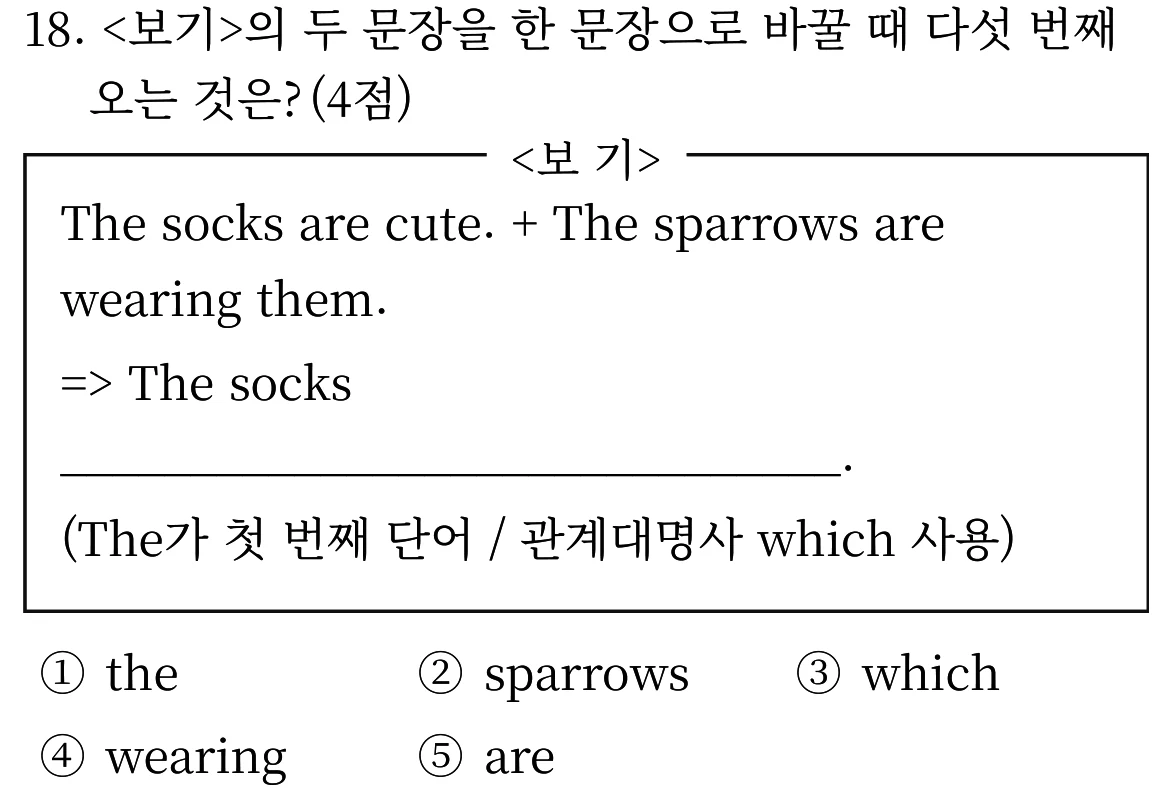 18. <보기>의 두 문장을 한 문장으로 바꿀 때 다섯 번째
오는 것은?(4점)
<보 기>
The socks are cute. + The sparrows are
wearing them.
=> The socks
______________________________.
(The가 첫 번째 단어 / 관계대명사 which 사용)
① the ② sparrows ③ which
④ wearing ⑤ are